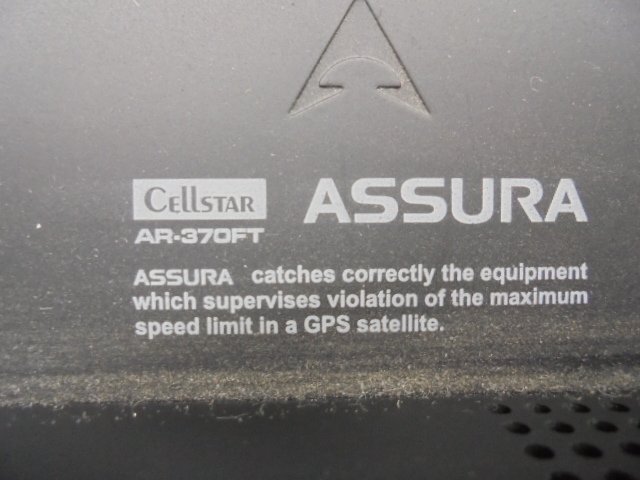 CELLSTAR ASSURA
AR-370FT
ASSURA catches correctly the equipment
which supervises violation of the maximum
speed limit in a GPS satellite.